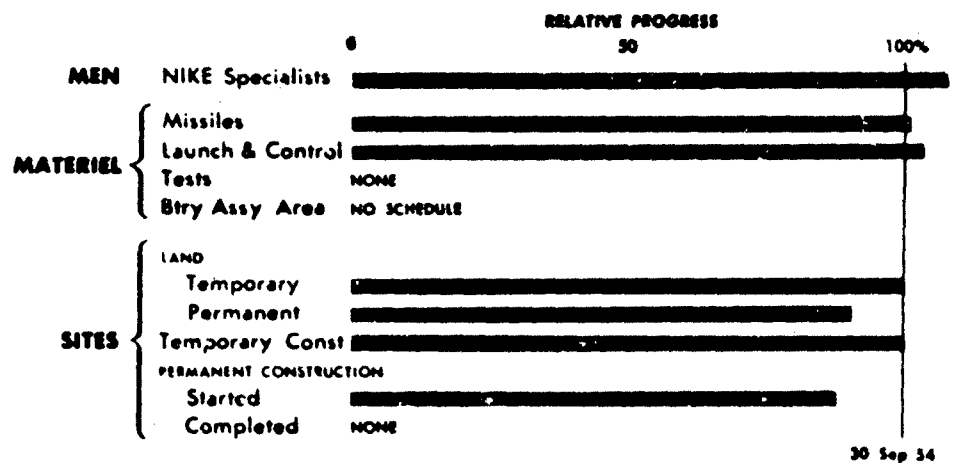 RELATIVE PROGRESS
0 50 100%
MEN NIKE Specialists
MATERIEL
Missiles
Launch & Control
Tests NONE
Btry Assy Area NO SCHEDULE
SITES
LAND
Temporary
Permanent
Temporary Const
PERMANENT CONSTRUCTION
Started
Completed NONE
30 Sep 54